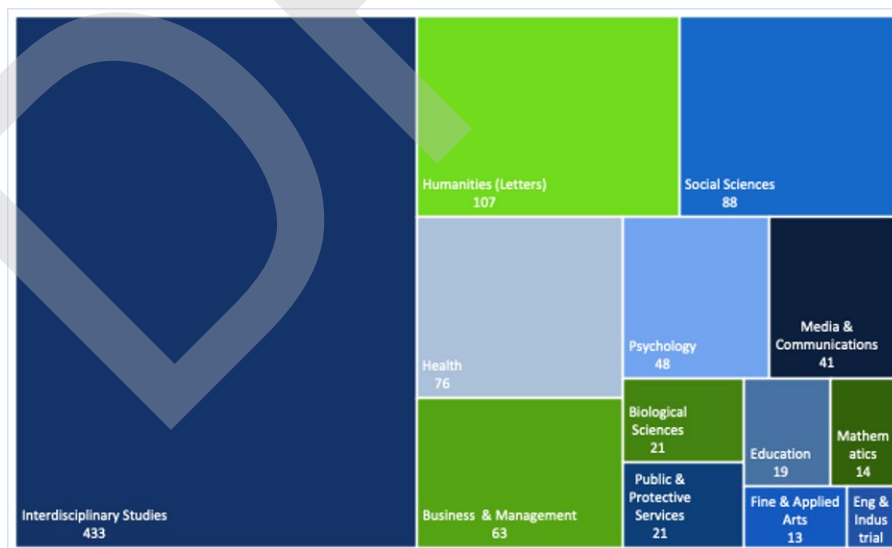 Interdisciplinary Studies
433
Humanities (Letters)
107
Social Sciences
88
Health
76
Business & Management
63
Psychology
48
Media &
Communications
41
Biological
Sciences
21
Public &
Protective
Services
21
Education
19
Mathem
atics
14
Fine & Applied
Arts
13
Eng &
Indus
trial